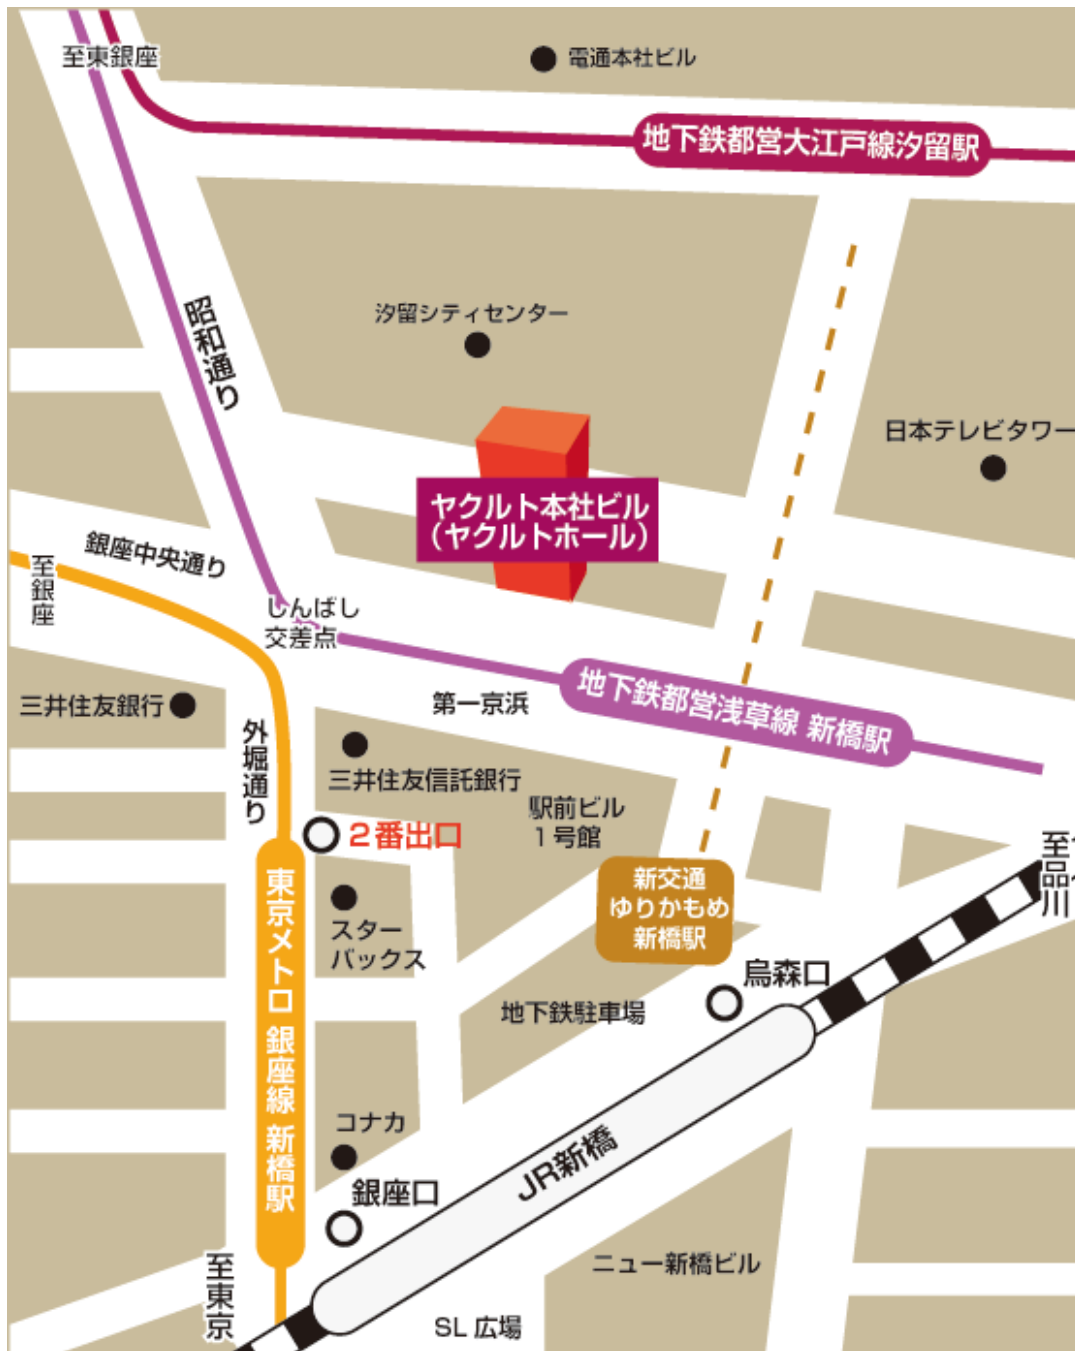 至東銀座
電通本社ビル
地下鉄都営大江戸線汐留駅
昭和通り
汐留シティセンター
日本テレビタワー
ヤクルト本社ビル
（ヤクルトホール）
銀座中央通り
至銀座
しんばし
交差点
地下鉄都営浅草線 新橋駅
三井住友銀行
第一京浜
外堀通り
三井住友信託銀行
駅前ビル
1号館
2番出口
至品川
新交通
ゆりかもめ
新橋駅
東京メトロ 銀座線 新橋駅
スター
バックス
烏森口
地下鉄駐車場
コナカ
JR新橋
銀座口
至東京
ニュー新橋ビル
SL 広場